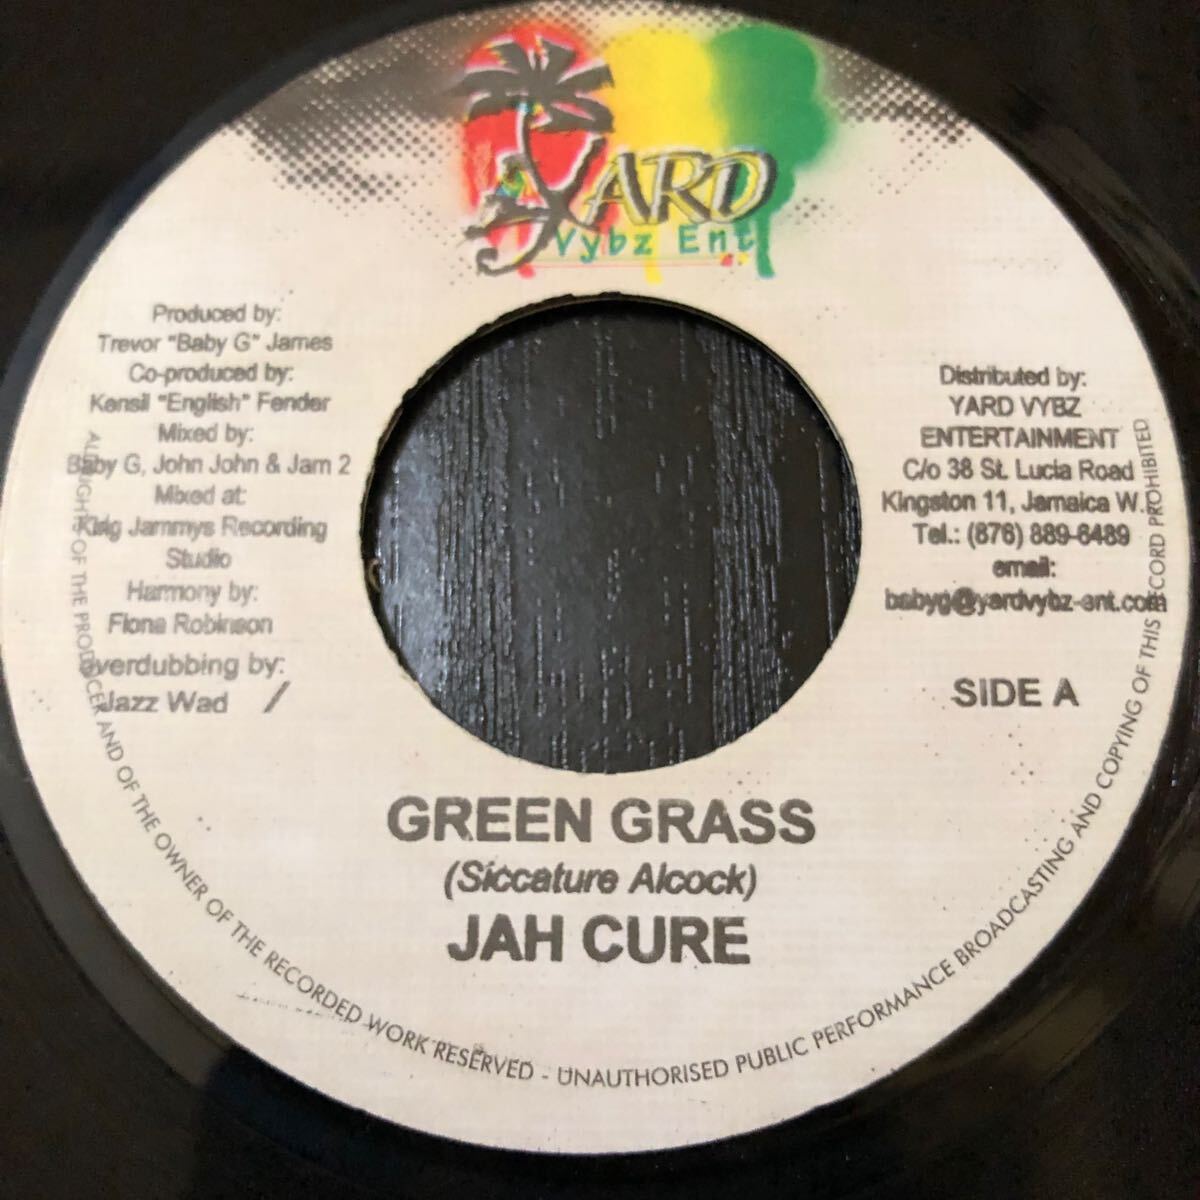 YARD
Vybz Ent
Produced by:
Trevor "Baby G" James
Co-produced by:
Kensil "English" Fender
Mixed by:
Baby G, John John & Jam 2
Mixed at:
King Jammys Recording
Studio
Harmony by:
Fiona Robinson
overdubbing by:
Jazz Wad /
Distributed by:
YARD VYBZ
ENTERTAINMENT
C/o 38 St. Lucia Road
Kingston 11, Jamaica W.
Tel.: (876) 889-6489
email:
babyg@yardvybz-ent.com
SIDE A
GREEN GRASS
(Siccature Alcock)
JAH CURE
ALL RIGHTS OF THE PRODUCER AND OF THE OWNER OF THE RECORDED WORK RESERVED - UNAUTHORISED PUBLIC PERFORMANCE BROADCASTING AND COPYING OF THIS RECORD PROHIBITED